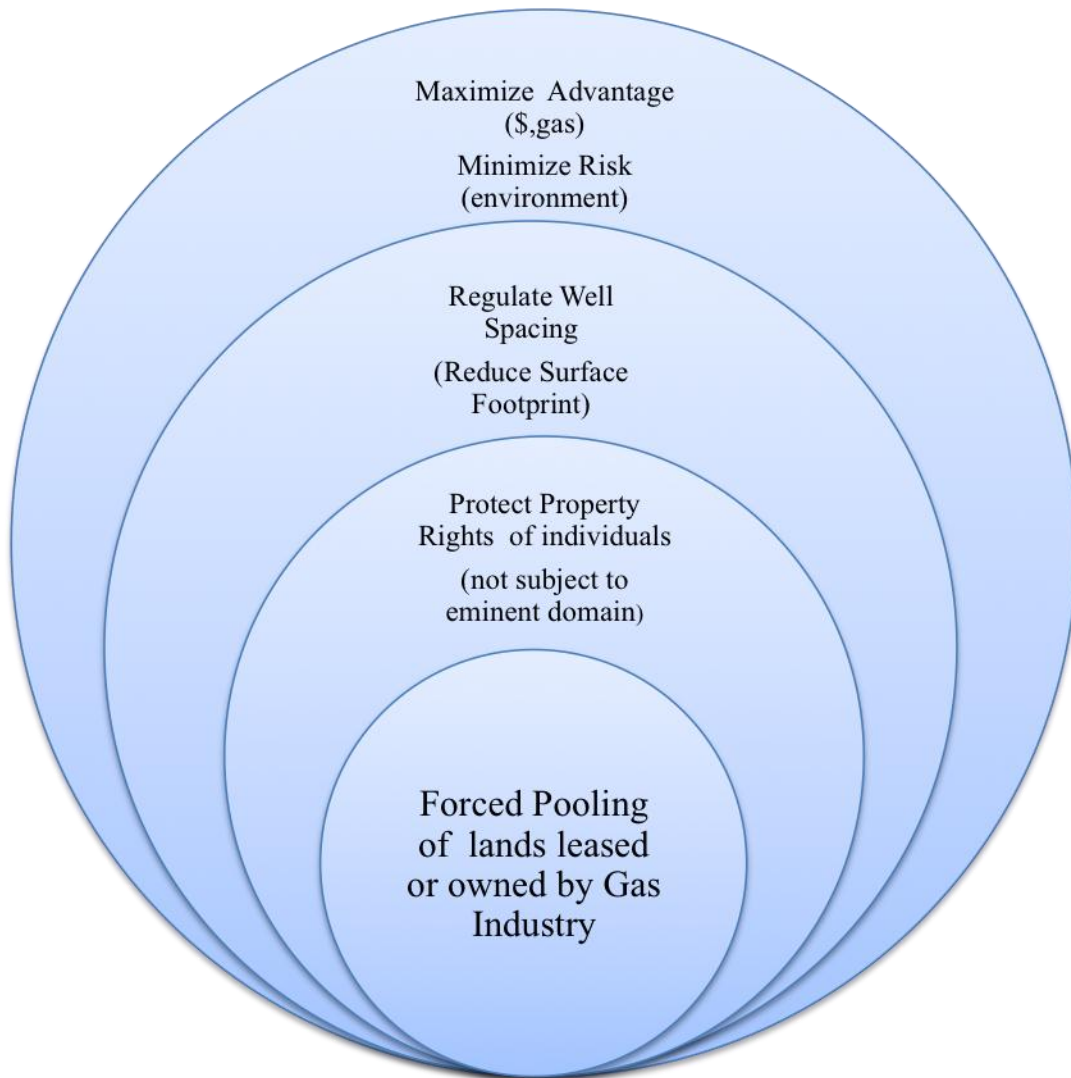 Maximize Advantage
($,gas)
Minimize Risk
(environment)
Regulate Well
Spacing
(Reduce Surface
Footprint)
Protect Property
Rights of individuals
(not subject to
eminent domain)
Forced Pooling
of lands leased
or owned by Gas
Industry